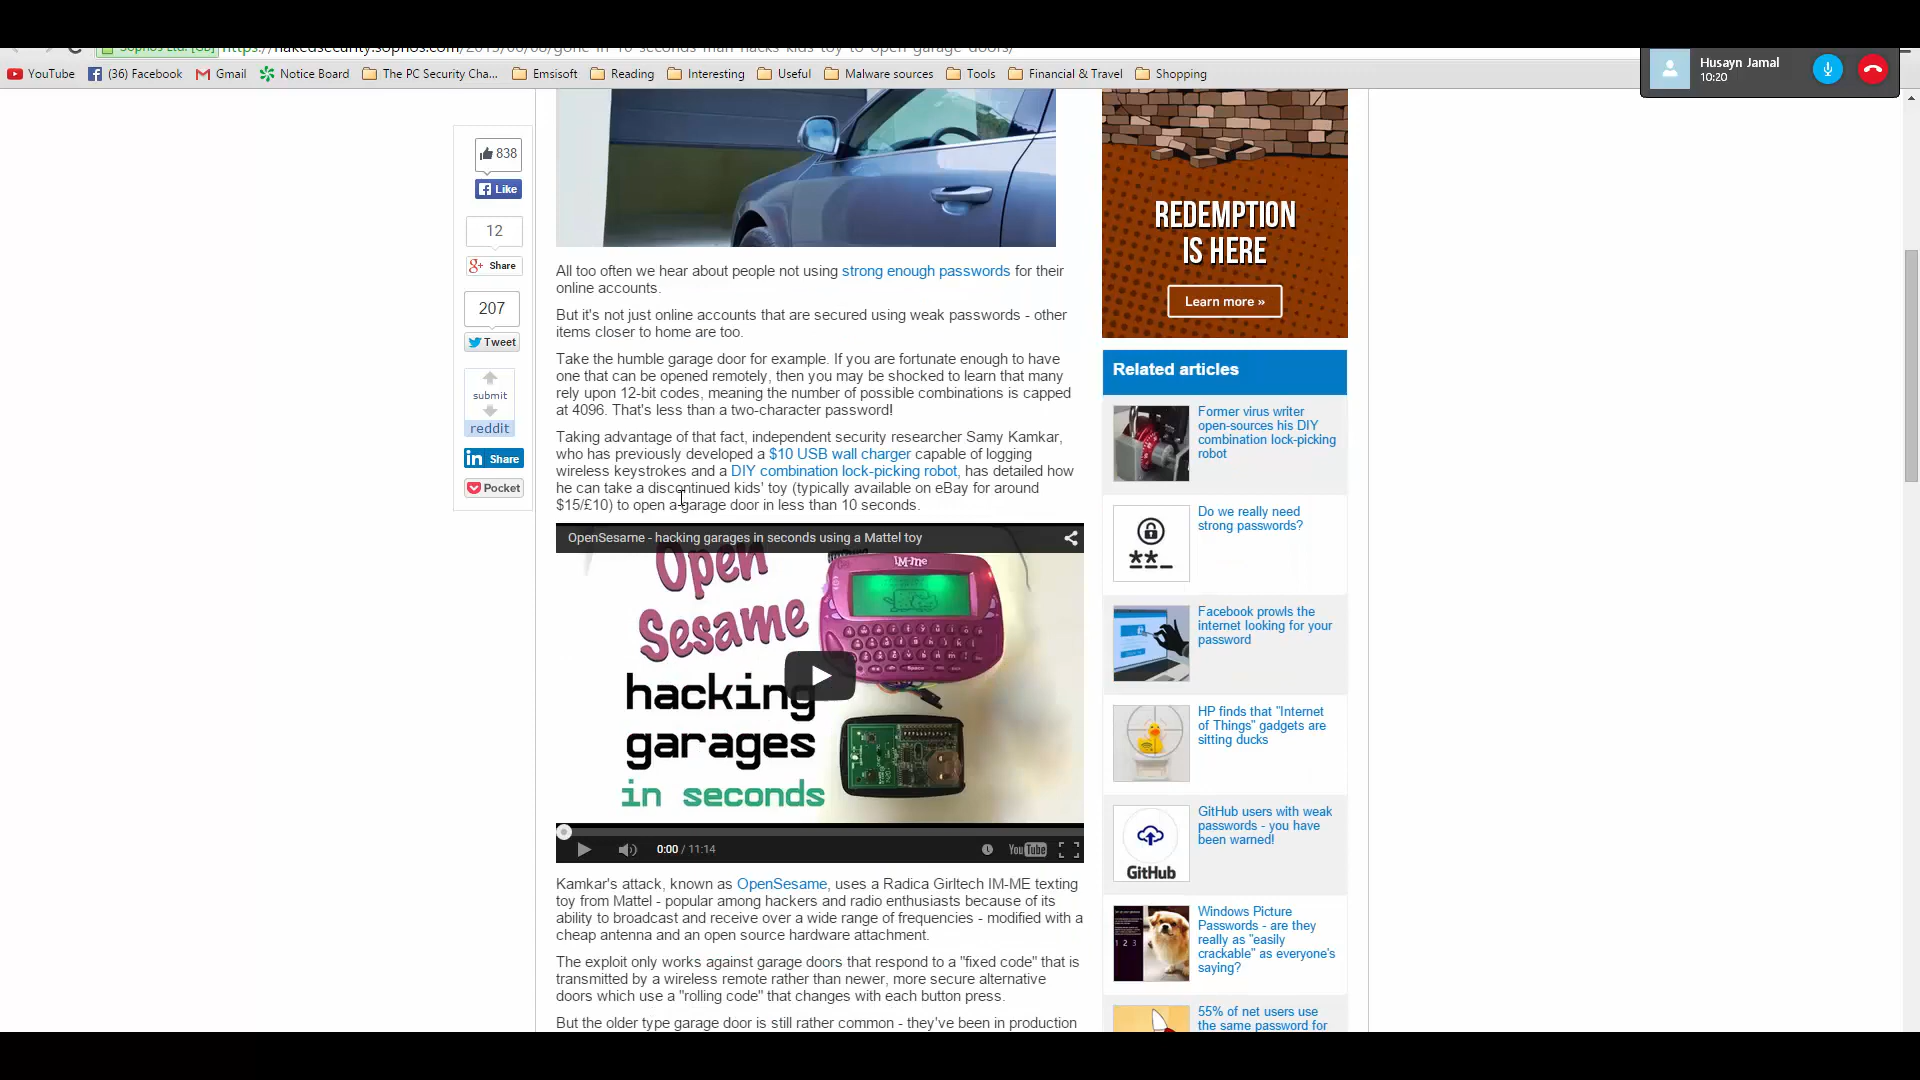 YouTube
(36) Facebook
Gmail
Notice Board
The PC Security Cha...
Emsisoft
Reading
Interesting
Useful
Malware sources
Tools
Financial & Travel
Shopping
Husayn Jamal
10:20
838
Like
12
Share
207
Tweet
submit
reddit
Share
Pocket
All too often we hear about people not using strong enough passwords for their
online accounts.
But it's not just online accounts that are secured using weak passwords - other
items closer to home are too.
Take the humble garage door for example. If you are fortunate enough to have
one that can be opened remotely, then you may be shocked to learn that many
rely upon 12-bit codes, meaning the number of possible combinations is capped
at 4096. That's less than a two-character password!
Taking advantage of that fact, independent security researcher Samy Kamkar,
who has previously developed a $10 USB wall charger capable of logging
wireless keystrokes and a DIY combination lock-picking robot, has detailed how
he can take a discontinued kids' toy (typically available on eBay for around
$15/£10) to open a garage door in less than 10 seconds.
OpenSesame - hacking garages in seconds using a Mattel toy
Open
Sesame
hacking
garages
in seconds
IM-me
0:00 / 11:14
YouTube
Kamkar's attack, known as OpenSesame, uses a Radica Girltech IM-ME texting
toy from Mattel - popular among hackers and radio enthusiasts because of its
ability to broadcast and receive over a wide range of frequencies - modified with a
cheap antenna and an open source hardware attachment.
The exploit only works against garage doors that respond to a "fixed code" that is
transmitted by a wireless remote rather than newer, more secure alternative
doors which use a "rolling code" that changes with each button press.
But the older type garage door is still rather common - they've been in production
REDEMPTION
IS HERE
Learn more »
Related articles
Former virus writer
open-sources his DIY
combination lock-picking
robot
Do we really need
strong passwords?
Facebook prowls the
internet looking for your
password
HP finds that "Internet
of Things" gadgets are
sitting ducks
GitHub users with weak
passwords - you have
been warned!
GitHub
Windows Picture
Passwords - are they
really as "easily
crackable" as everyone's
saying?
1 2 3
55% of net users use
the same password for